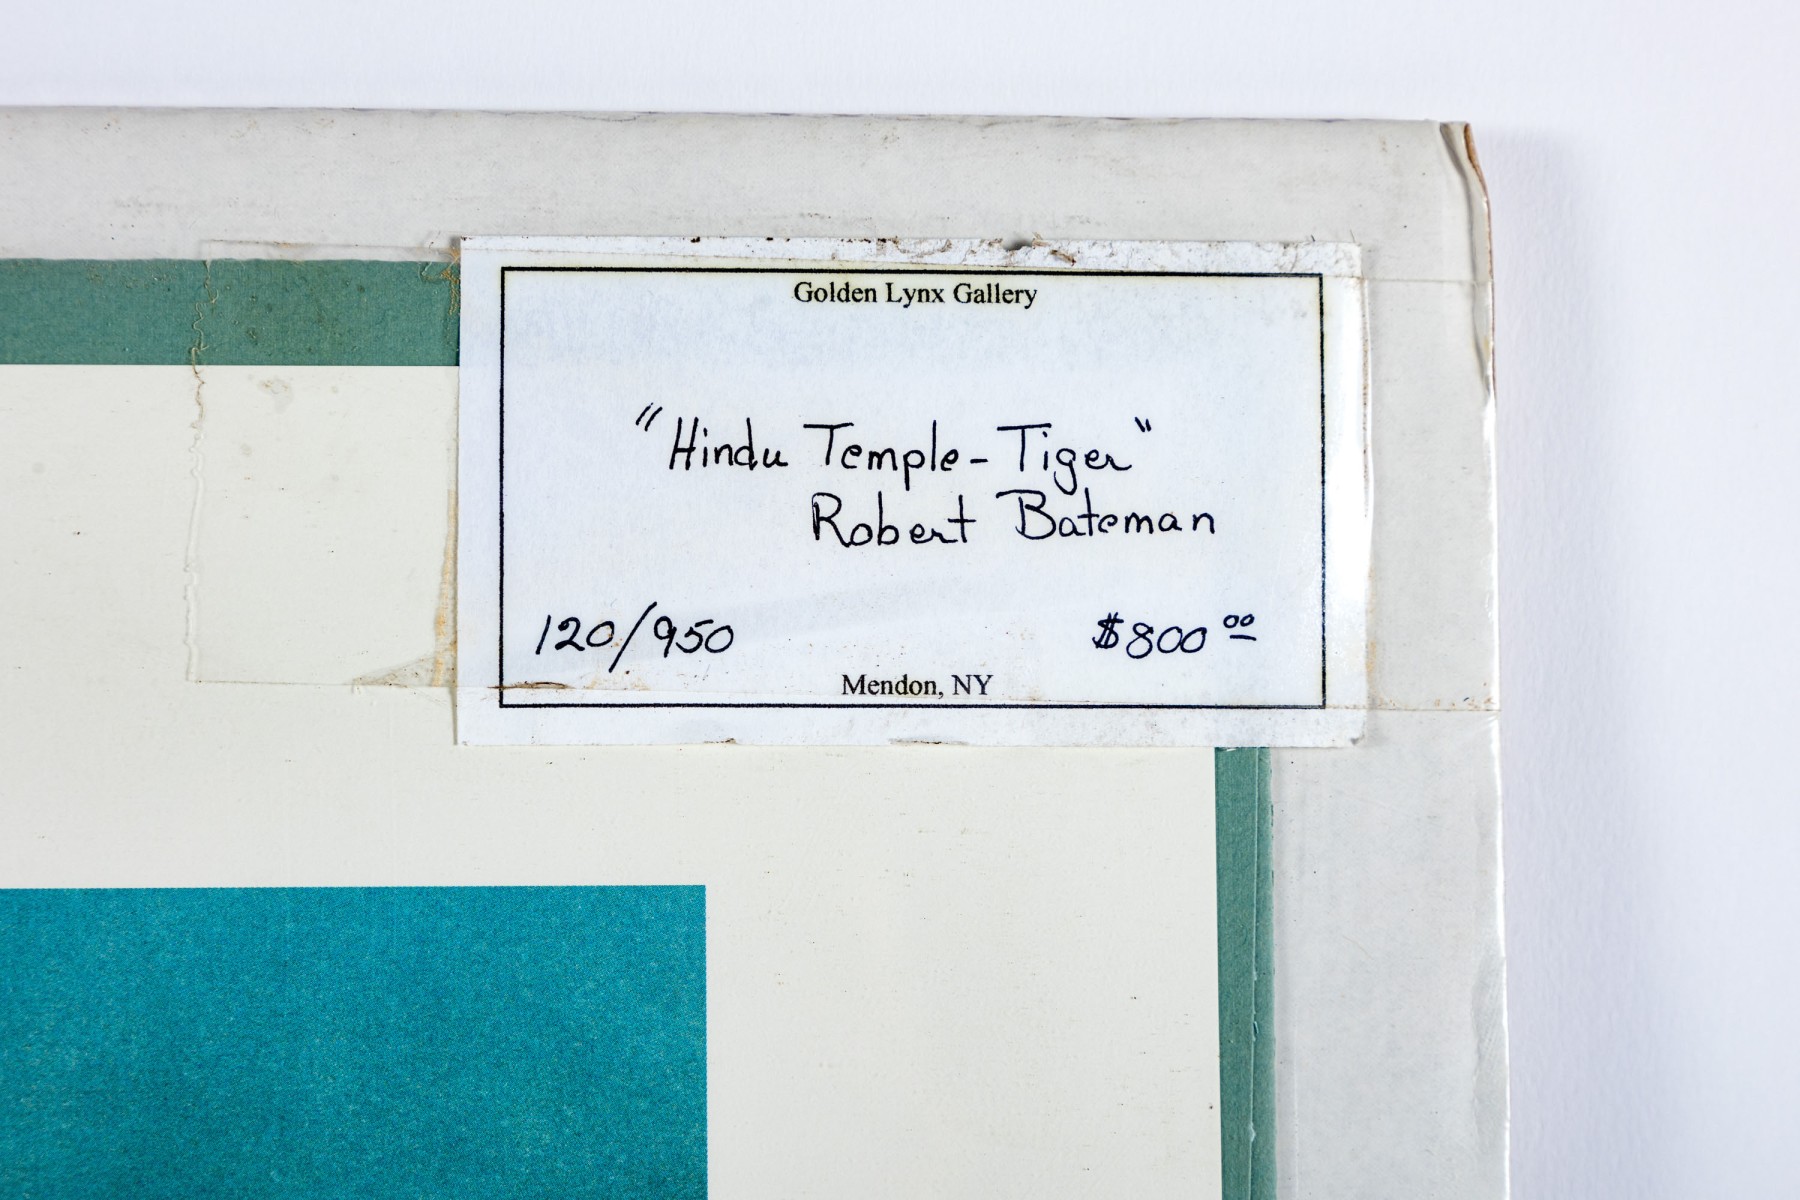 Golden Lynx Gallery
"Hindu Temple - Tiger"
Robert Bateman
120/950 $800.00
Mendon, NY